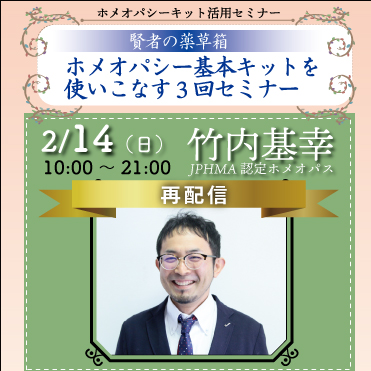 ホメオパシーキット活用セミナー
賢者の薬草箱
ホメオパシー基本キットを
使いこなす3回セミナー
2/14（日）
10:00 ～ 21:00
竹内基幸
JPHMA 認定ホメオパス
再配信